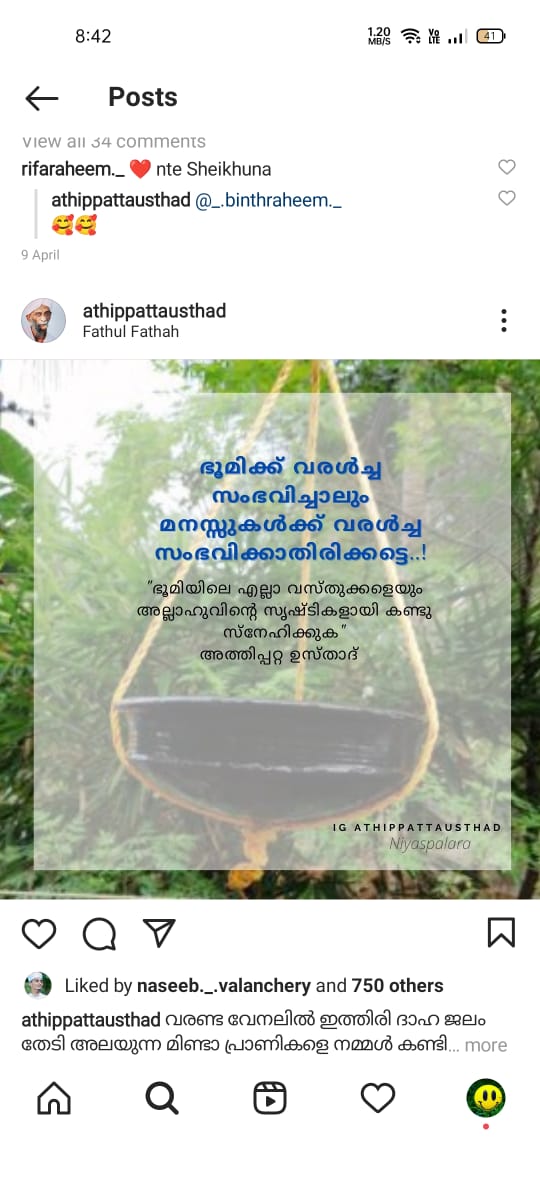 8:42
1.20 MB/S Vo LTE 41
Posts
View all 34 comments
rifaraheem._ ❤️ nte Sheikhuna
athippattausthad @_.binthraheem._
🥰🥰
9 April
athippattausthad
Fathul Fathah
ഭൂമിക്ക് വരൾച്ച
സംഭവിച്ചാലും
മനസ്സുകൾക്ക് വരൾച്ച
സംഭവിക്കാതിരിക്കട്ടെ..!
"ഭൂമിയിലെ എല്ലാ വസ്തുക്കളെയും
അല്ലാഹുവിന്റെ സൃഷ്ടികളായി കണ്ടു
സ്നേഹിക്കുക"
അത്തിപ്പറ്റ ഉസ്താദ്
IG ATHIPPATTAUSTHAD
Niyaspalara
Liked by naseeb._.valanchery and 750 others
athippattausthad വരണ്ട വേനലിൽ ഇത്തിരി ദാഹ ജലം
തേടി അലയുന്ന മിണ്ടാ പ്രാണികളെ നമ്മൾ കണ്ടി... more